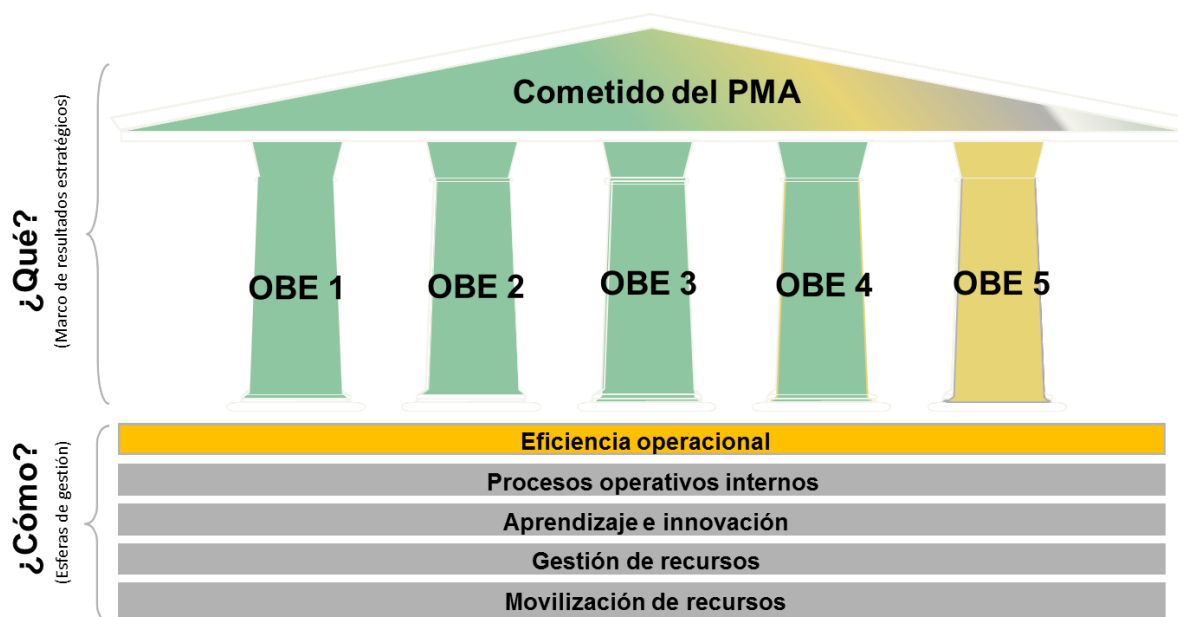 Cometido del PMA
¿Qué?
(Marco de resultados estratégicos)
OBE 1
OBE 2
OBE 3
OBE 4
OBE 5
¿Cómo?
(Esferas de gestión)
Eficiencia operacional
Procesos operativos internos
Aprendizaje e innovación
Gestión de recursos
Movilización de recursos